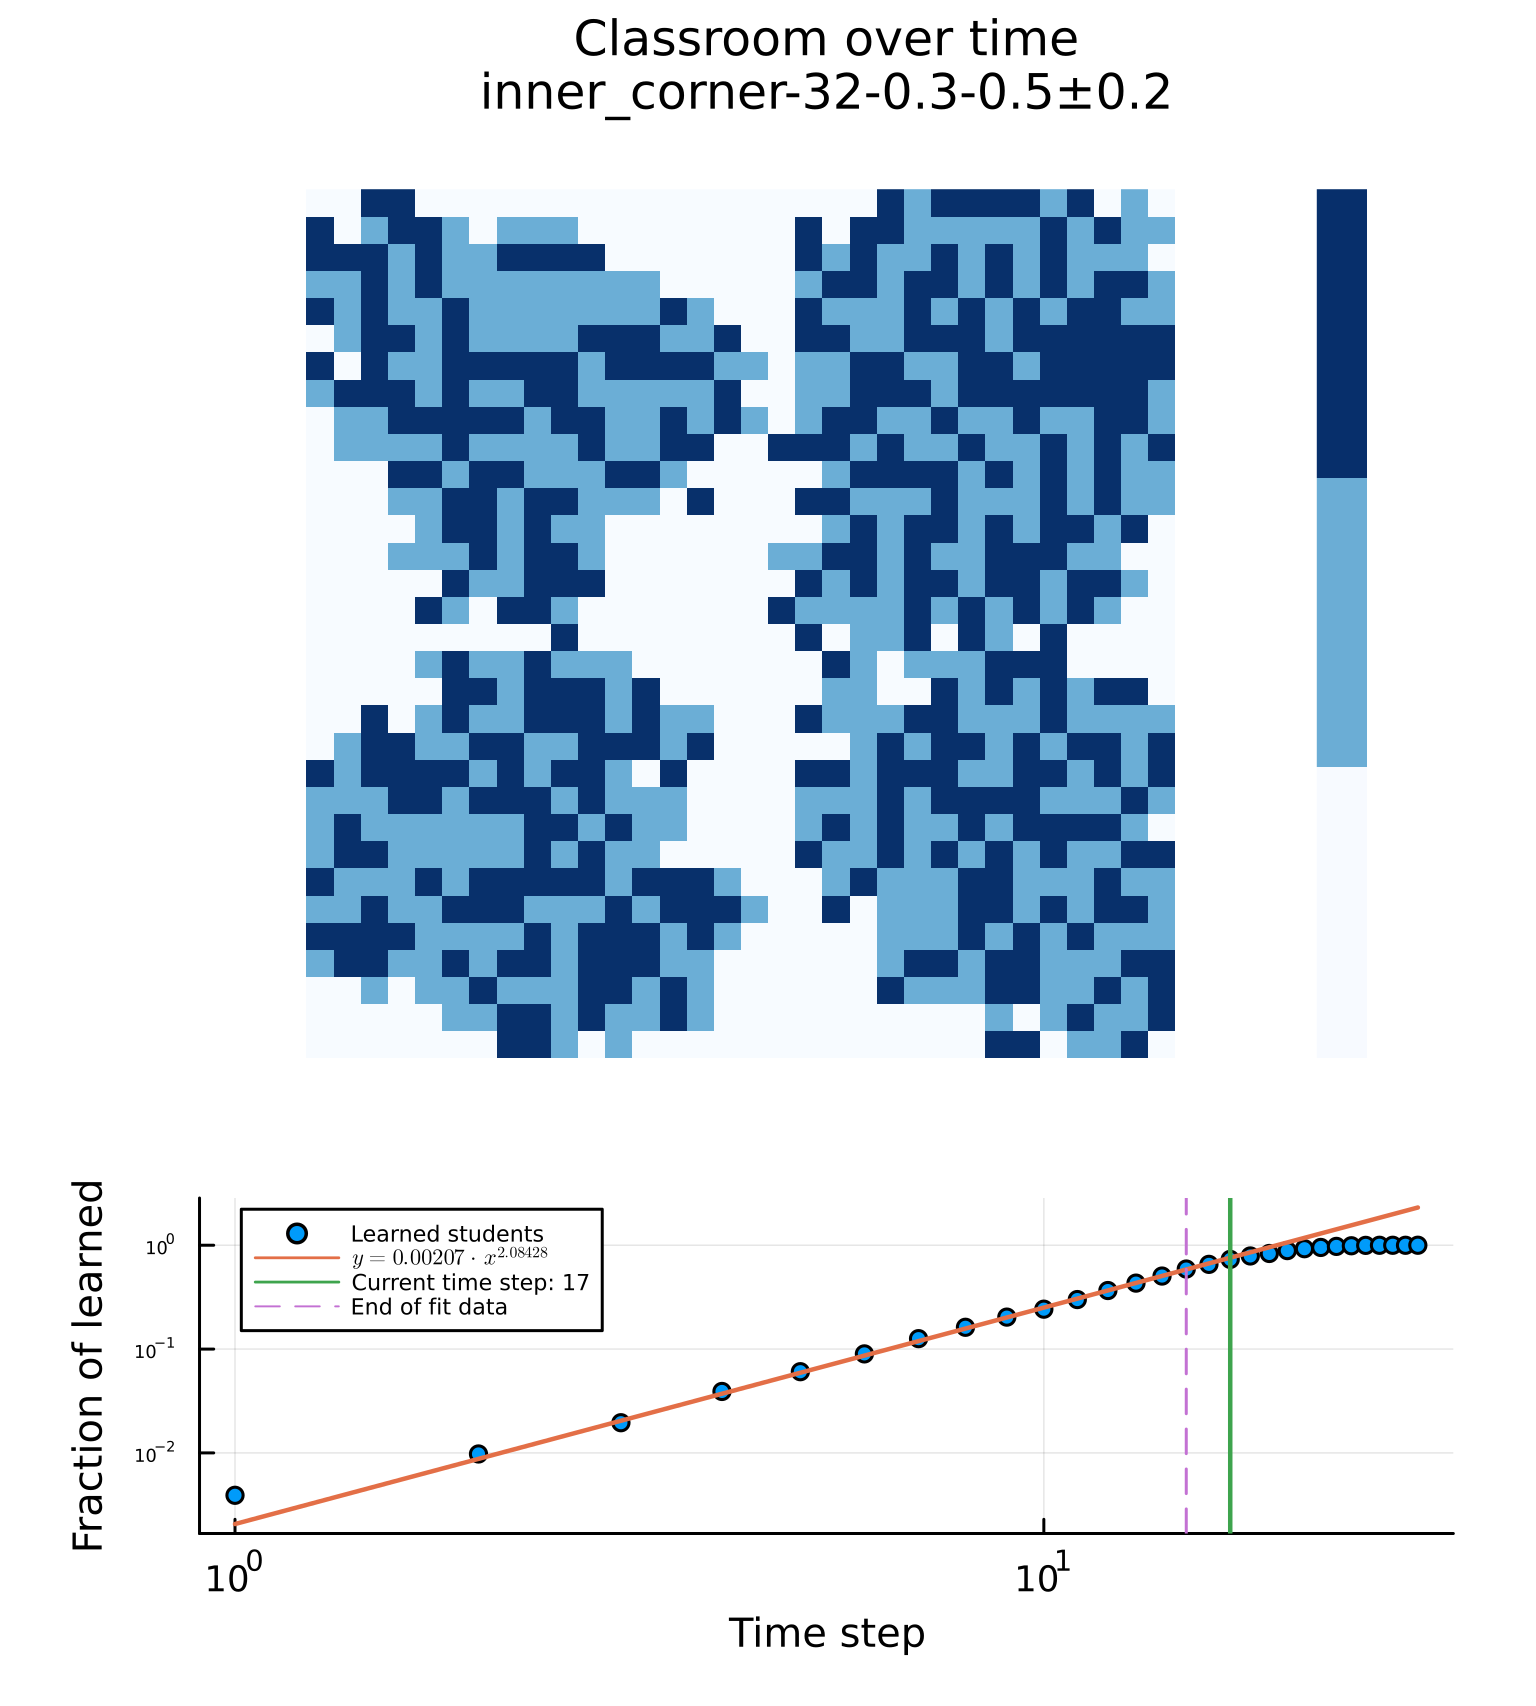 Classroom over time
inner_corner-32-0.3-0.5±0.2
Learned students
y = 0.00207 · x^2.08428
Current time step: 17
End of fit data
Fraction of learned
10^0
10^-1
10^-2
10^0
10^1
Time step